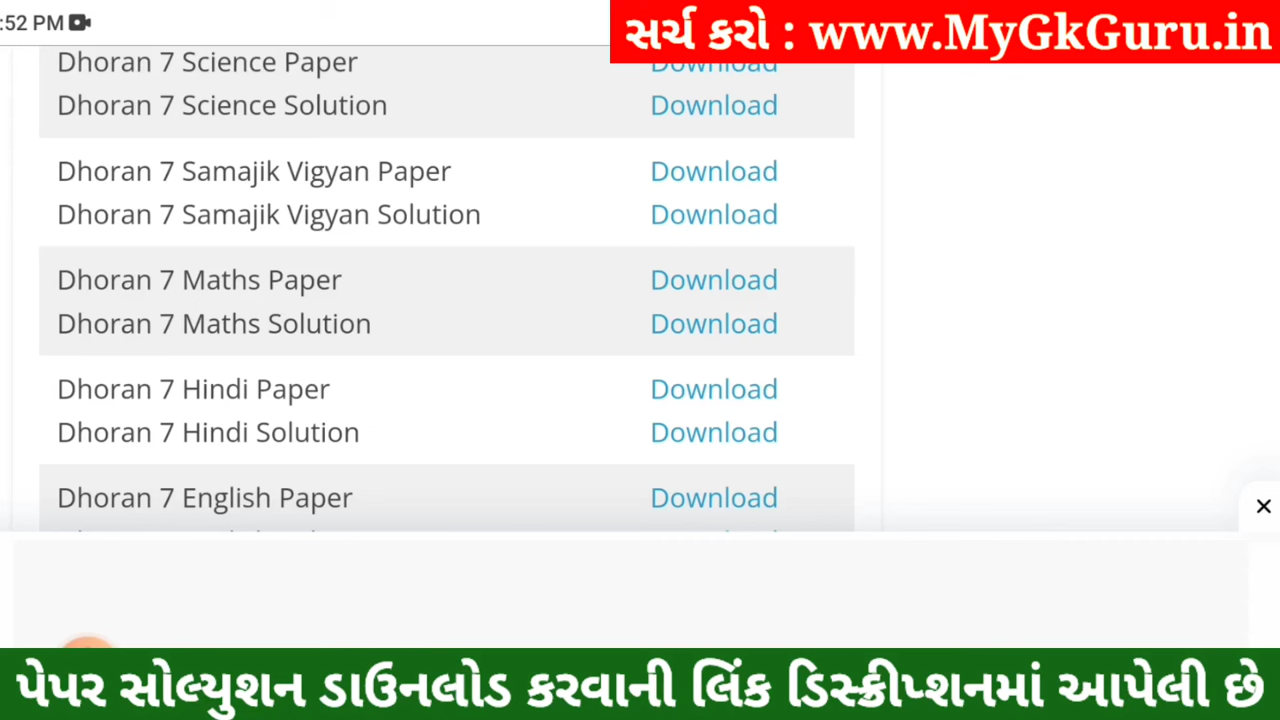 :52 PM
સર્ચ કરો : www.MyGkGuru.in
Dhoran 7 Science Paper Download
Dhoran 7 Science Solution Download
Dhoran 7 Samajik Vigyan Paper Download
Dhoran 7 Samajik Vigyan Solution Download
Dhoran 7 Maths Paper Download
Dhoran 7 Maths Solution Download
Dhoran 7 Hindi Paper Download
Dhoran 7 Hindi Solution Download
Dhoran 7 English Paper Download
પેપર સોલ્યુશન ડાઉનલોડ કરવાની લિંક ડિસ્ક્રીપ્શનમાં આપેલી છે